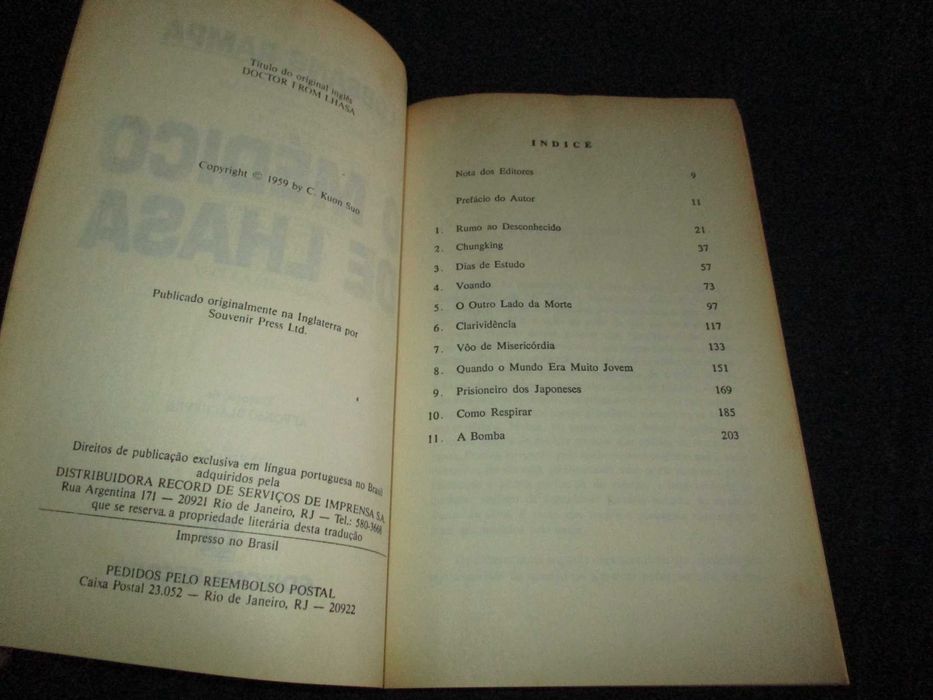 Título do original inglês
DOCTOR FROM LHASA
Copyright © 1959 by C. Kuon Suo
Publicado originalmente na Inglaterra por
Souvenir Press Ltd.
Direitos de publicação exclusiva em língua portuguesa no Brasil
adquiridos pela
DISTRIBUIDORA RECORD DE SERVIÇOS DE IMPRENSA S.A.
Rua Argentina 171 — 20921 Rio de Janeiro, RJ — Tel.: 580-3668
que se reserva a propriedade literária desta tradução
Impresso no Brasil
PEDIDOS PELO REEMBOLSO POSTAL
Caixa Postal 23.052 — Rio de Janeiro, RJ — 20922
ÍNDICE
Nota dos Editores 9
Prefácio do Autor 11
1. Rumo ao Desconhecido 21
2. Chungking 37
3. Dias de Estudo 57
4. Voando 73
5. O Outro Lado da Morte 97
6. Clarividência 117
7. Vôo de Misericórdia 133
8. Quando o Mundo Era Muito Jovem 151
9. Prisioneiro dos Japoneses 169
10. Como Respirar 185
11. A Bomba 203